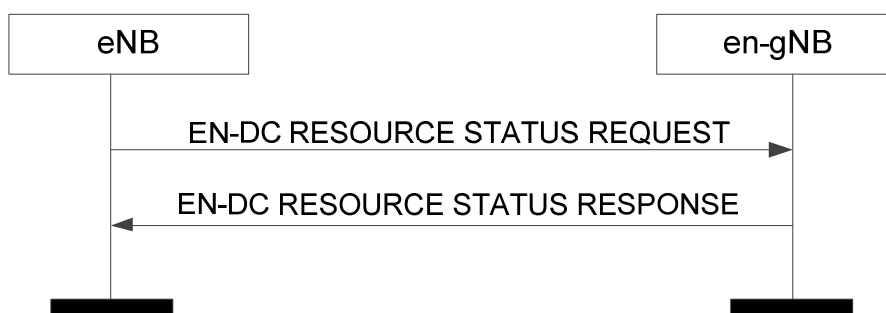 eNB
en-gNB
EN-DC RESOURCE STATUS REQUEST
EN-DC RESOURCE STATUS RESPONSE